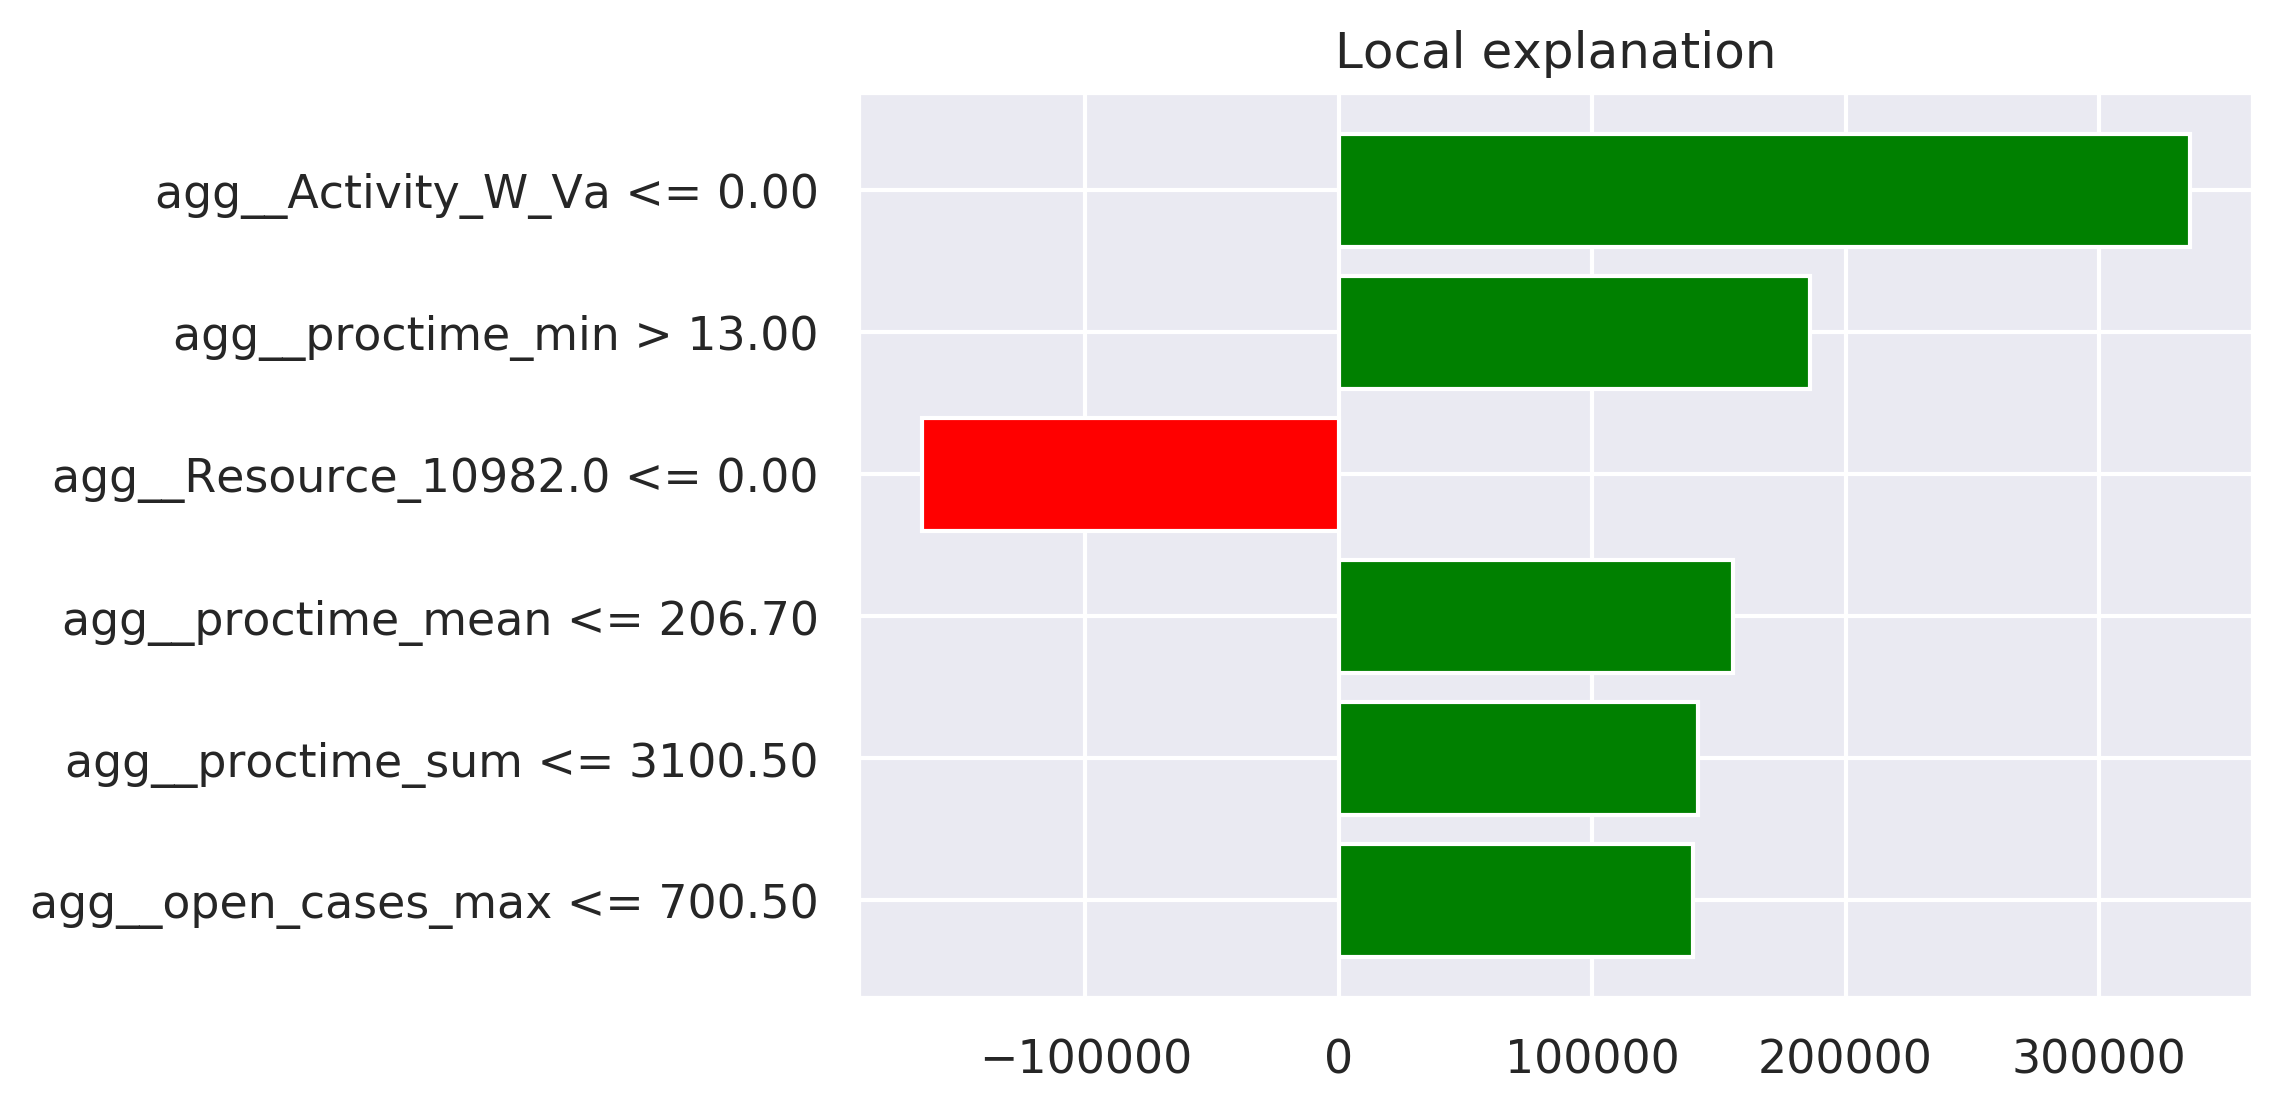 Local explanation
agg__Activity_W_Va <= 0.00
agg__proctime_min > 13.00
agg__Resource_10982.0 <= 0.00
agg__proctime_mean <= 206.70
agg__proctime_sum <= 3100.50
agg__open_cases_max <= 700.50
−100000 0 100000 200000 300000